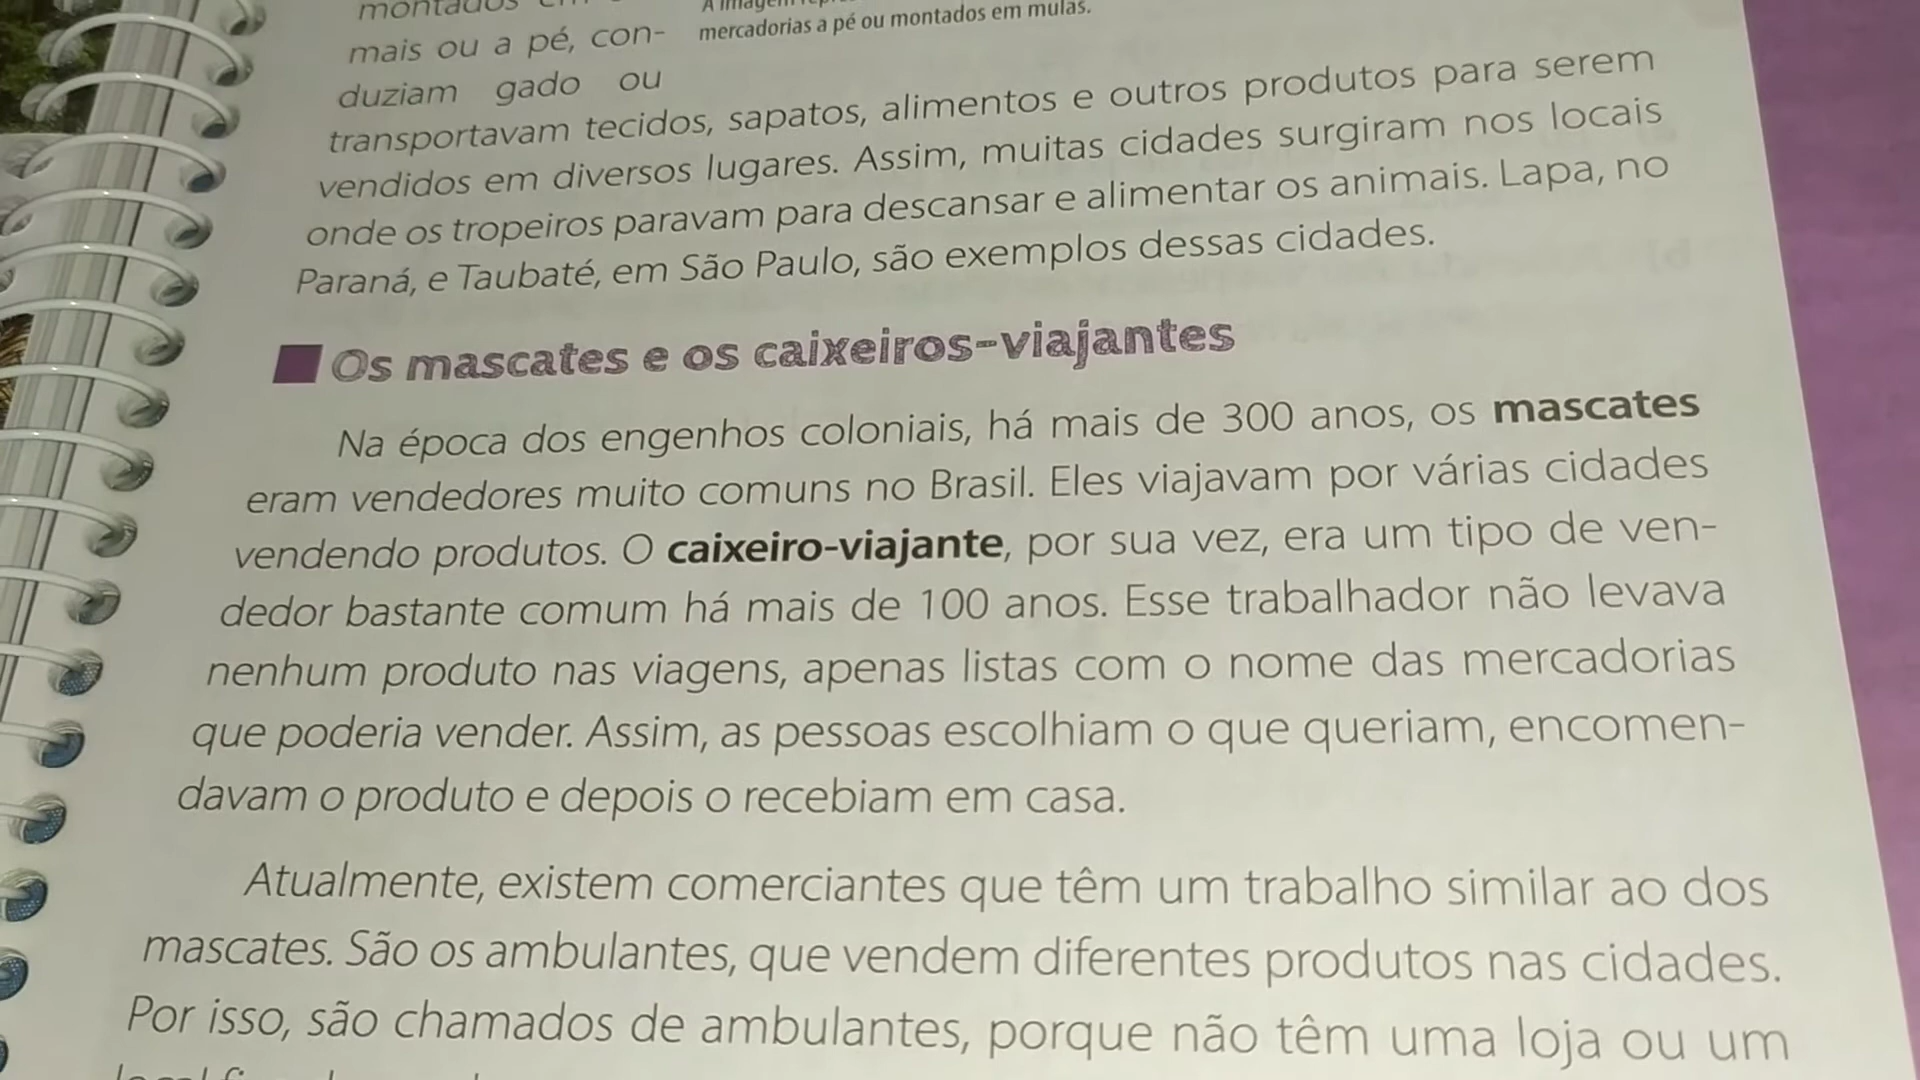 mais ou a pé, con-
duziam gado ou
mercadorias a pé ou montados em mulas.
transportavam tecidos, sapatos, alimentos e outros produtos para serem
vendidos em diversos lugares. Assim, muitas cidades surgiram nos locais
onde os tropeiros paravam para descansar e alimentar os animais. Lapa, no
Paraná, e Taubaté, em São Paulo, são exemplos dessas cidades.
Os mascates e os caixeiros-viajantes
Na época dos engenhos coloniais, há mais de 300 anos, os mascates
eram vendedores muito comuns no Brasil. Eles viajavam por várias cidades
vendendo produtos. O caixeiro-viajante, por sua vez, era um tipo de ven-
dedor bastante comum há mais de 100 anos. Esse trabalhador não levava
nenhum produto nas viagens, apenas listas com o nome das mercadorias
que poderia vender. Assim, as pessoas escolhiam o que queriam, encomen-
davam o produto e depois o recebiam em casa.
Atualmente, existem comerciantes que têm um trabalho similar ao dos
mascates. São os ambulantes, que vendem diferentes produtos nas cidades.
Por isso, são chamados de ambulantes, porque não têm uma loja ou um